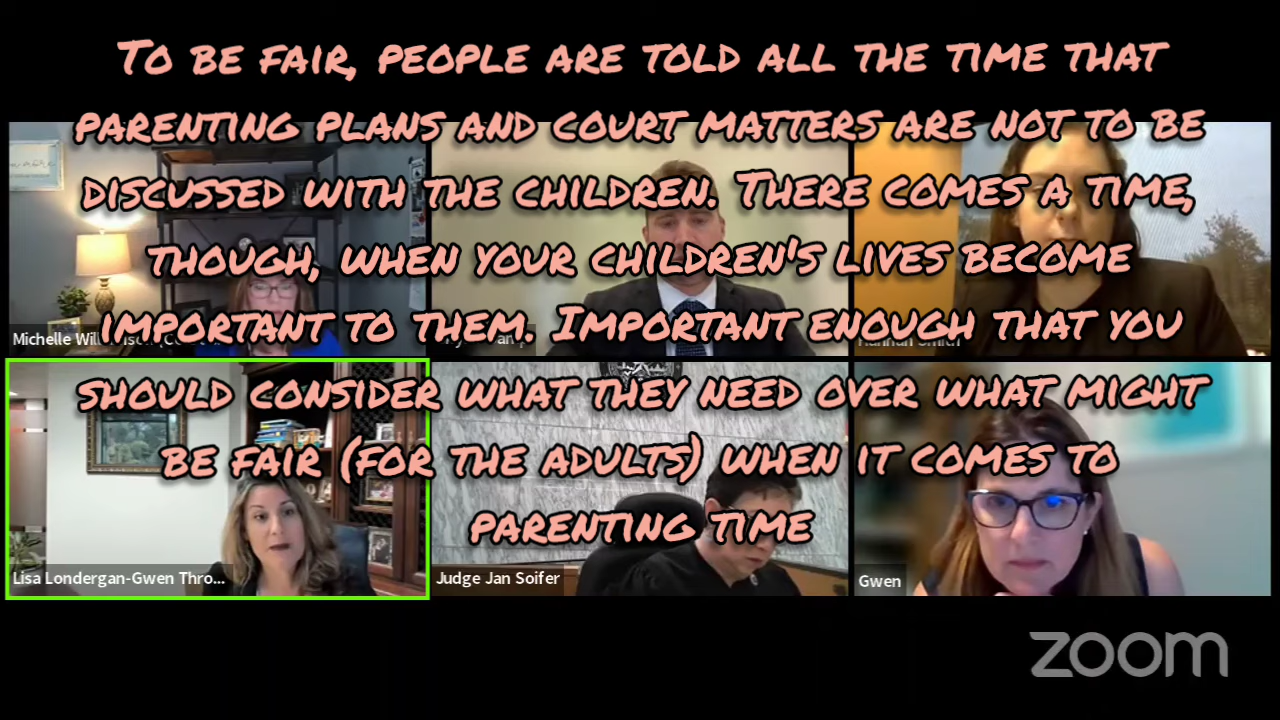 To be fair, people are told all the time that
parenting plans and court matters are not to be
discussed with the children. There comes a time,
though, when your children's lives become
important to them. Important enough that you
should consider what they need over what might
be fair (for the adults) when it comes to
parenting time
Michelle
Hannah Smith
Lisa Londergan-Gwen Thro...
Judge Jan Soifer
Gwen
zoom